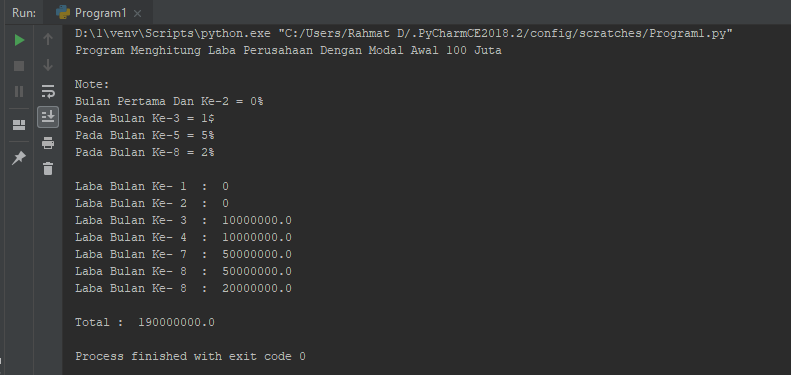 Run: Program1
D:\1\venv\Scripts\python.exe "C:/Users/Rahmat D/.PyCharmCE2018.2/config/scratches/Program1.py"
Program Menghitung Laba Perusahaan Dengan Modal Awal 100 Juta
Note:
Bulan Pertama Dan Ke-2 = 0%
Pada Bulan Ke-3 = 1$
Pada Bulan Ke-5 = 5%
Pada Bulan Ke-8 = 2%
Laba Bulan Ke- 1 : 0
Laba Bulan Ke- 2 : 0
Laba Bulan Ke- 3 : 10000000.0
Laba Bulan Ke- 4 : 10000000.0
Laba Bulan Ke- 7 : 50000000.0
Laba Bulan Ke- 8 : 50000000.0
Laba Bulan Ke- 8 : 20000000.0
Total : 190000000.0
Process finished with exit code 0